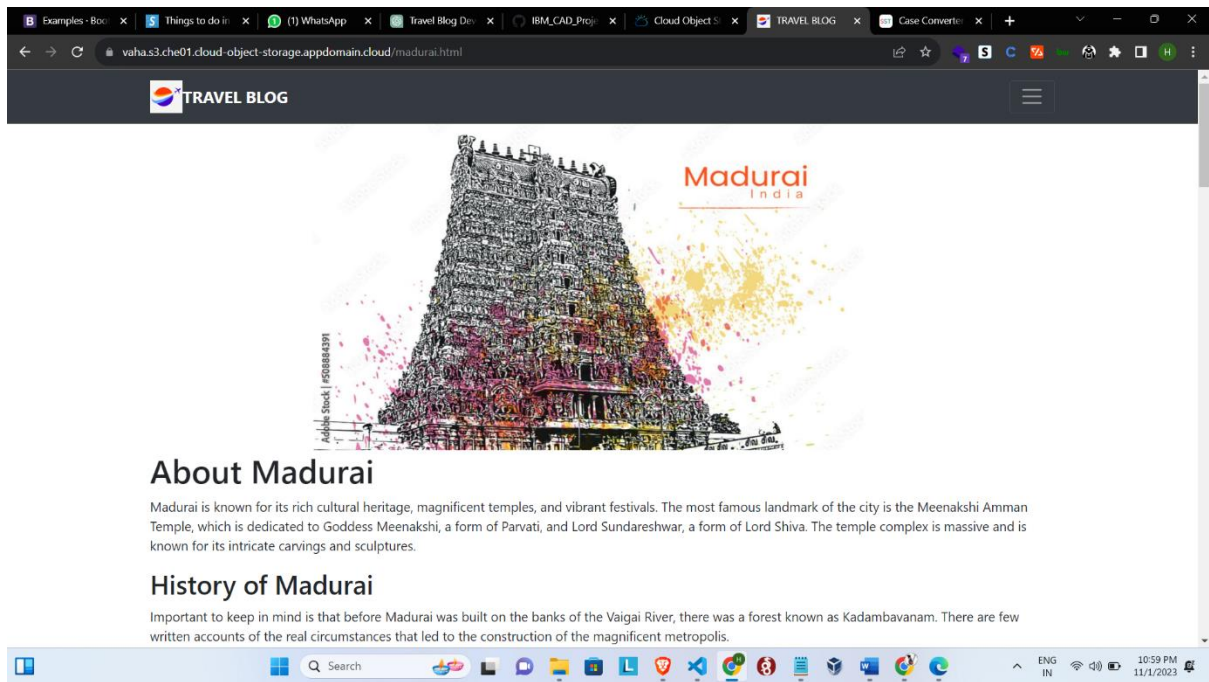 Examples · Boo
Things to do in
(1) WhatsApp
Travel Blog Dev
IBM_CAD_Proje
Cloud Object S
TRAVEL BLOG
Case Converter
vaha.s3.che01.cloud-object-storage.appdomain.cloud/madurai.html
TRAVEL BLOG
Madurai
India
Adobe Stock | #508884391
About Madurai
Madurai is known for its rich cultural heritage, magnificent temples, and vibrant festivals. The most famous landmark of the city is the Meenakshi Amman
Temple, which is dedicated to Goddess Meenakshi, a form of Parvati, and Lord Sundareshwar, a form of Lord Shiva. The temple complex is massive and is
known for its intricate carvings and sculptures.
History of Madurai
Important to keep in mind is that before Madurai was built on the banks of the Vaigai River, there was a forest known as Kadambavanam. There are few
written accounts of the real circumstances that led to the construction of the magnificent metropolis.
Search
ENG
IN
10:59 PM
11/1/2023